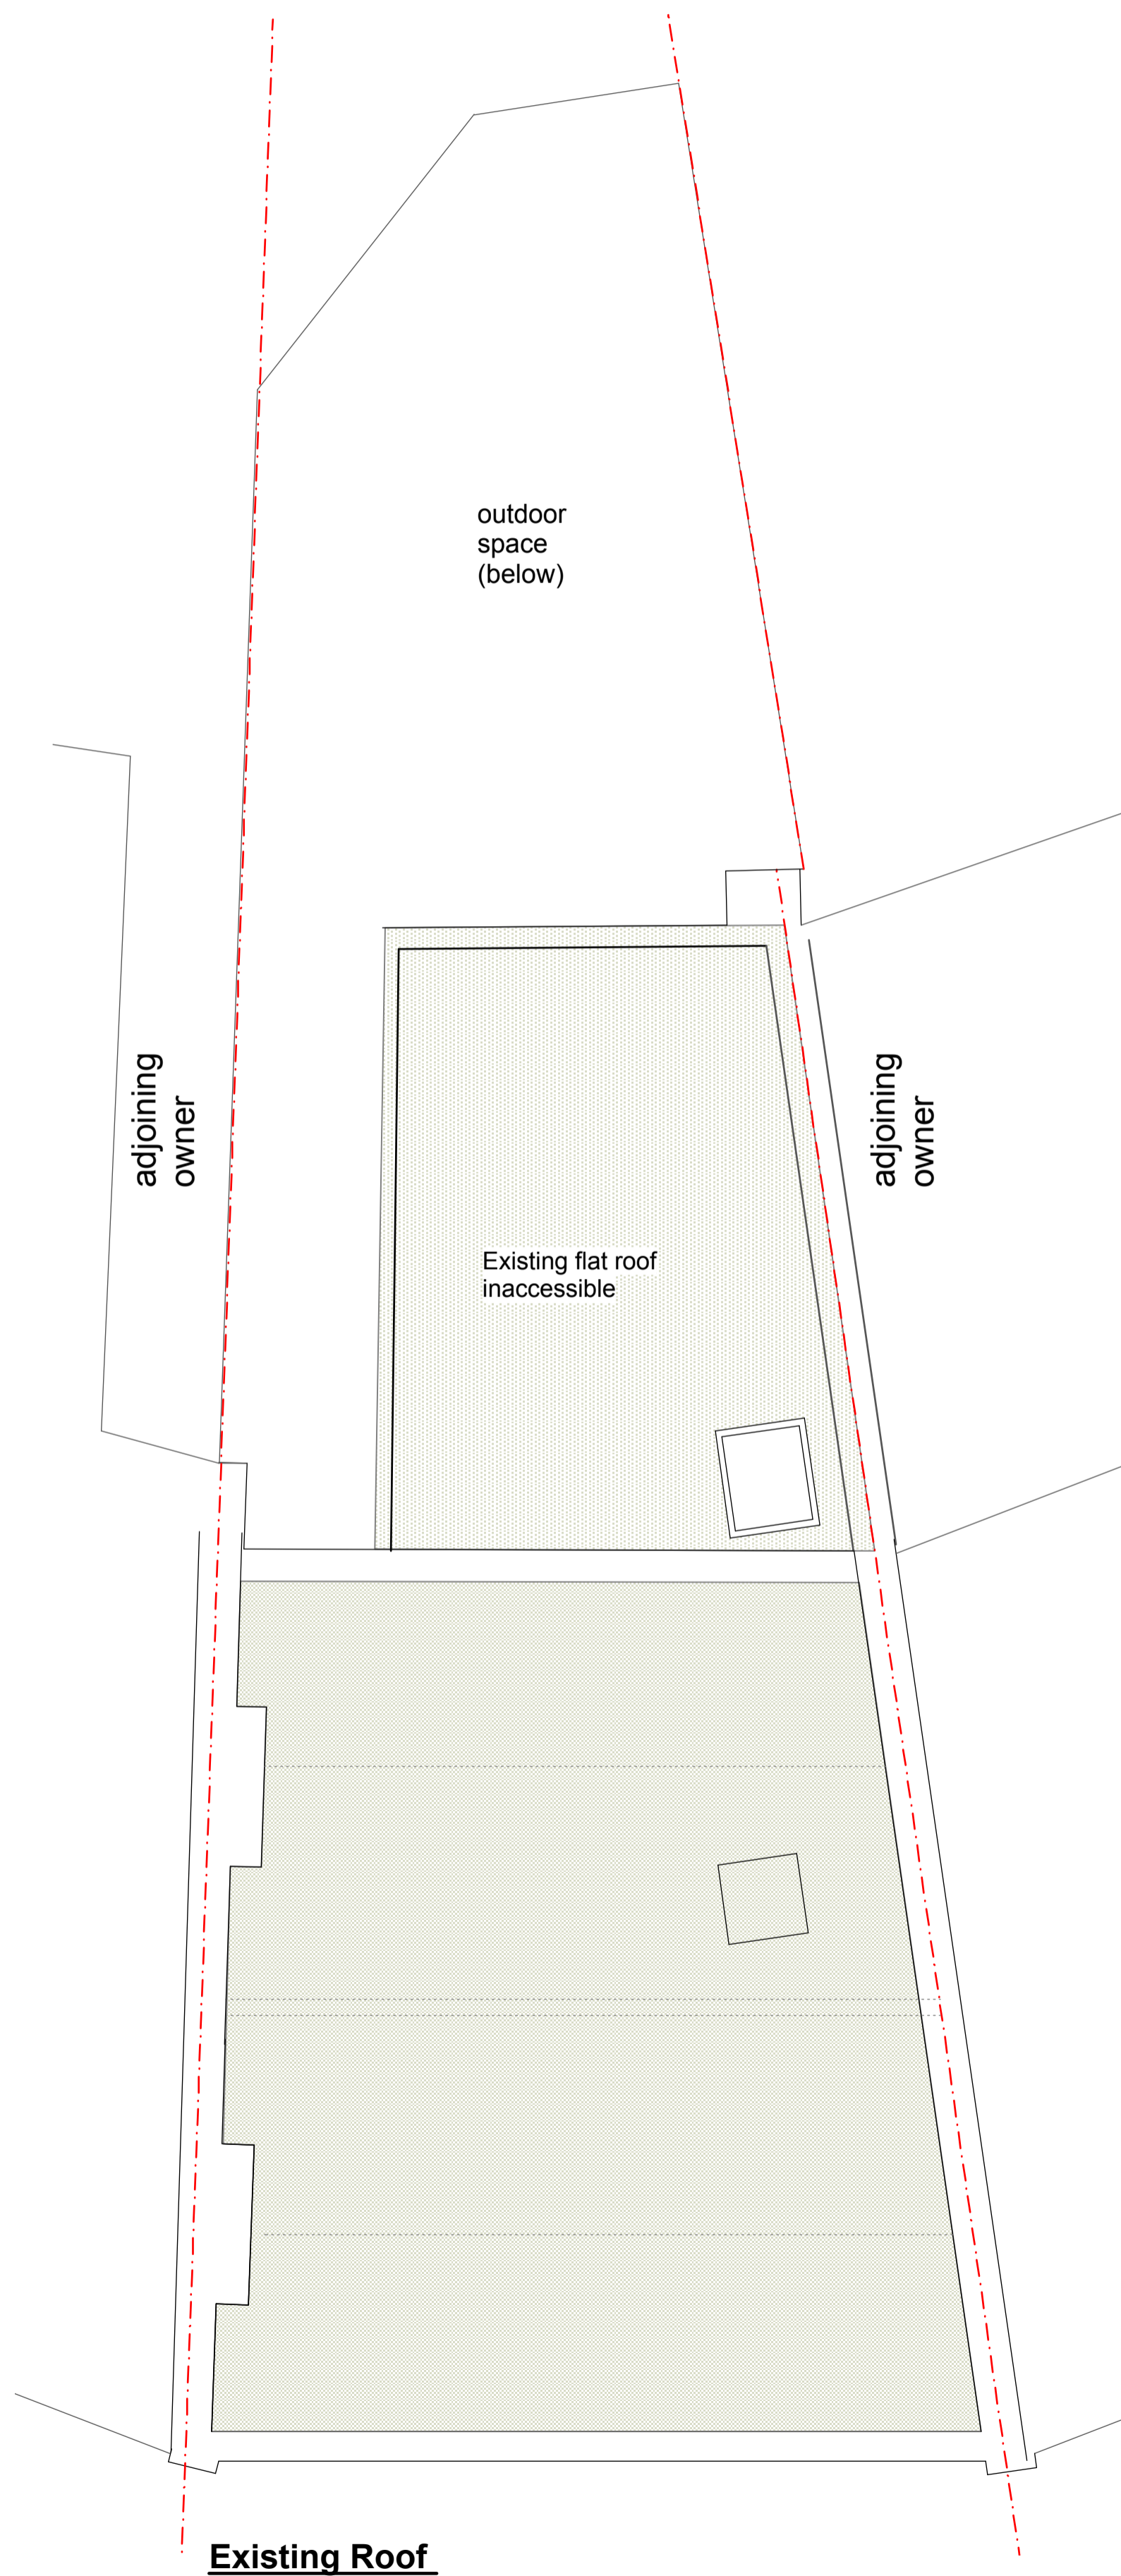 outdoor
space
(below)
adjoining
owner
adjoining
owner
Existing flat roof
inaccessible
Existing Roof